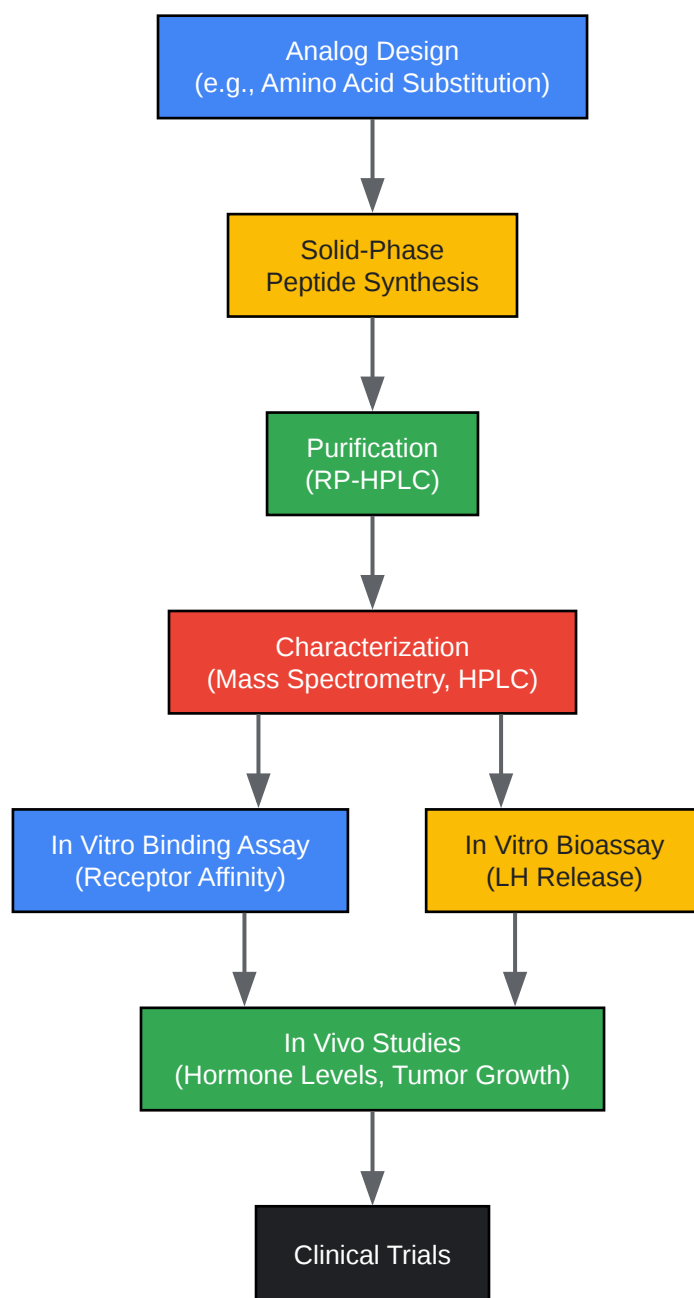 Analog Design
(e.g., Amino Acid Substitution)
Solid-Phase
Peptide Synthesis
Purification
(RP-HPLC)
Characterization
(Mass Spectrometry, HPLC)
In Vitro Binding Assay
(Receptor Affinity)
In Vitro Bioassay
(LH Release)
In Vivo Studies
(Hormone Levels, Tumor Growth)
Clinical Trials